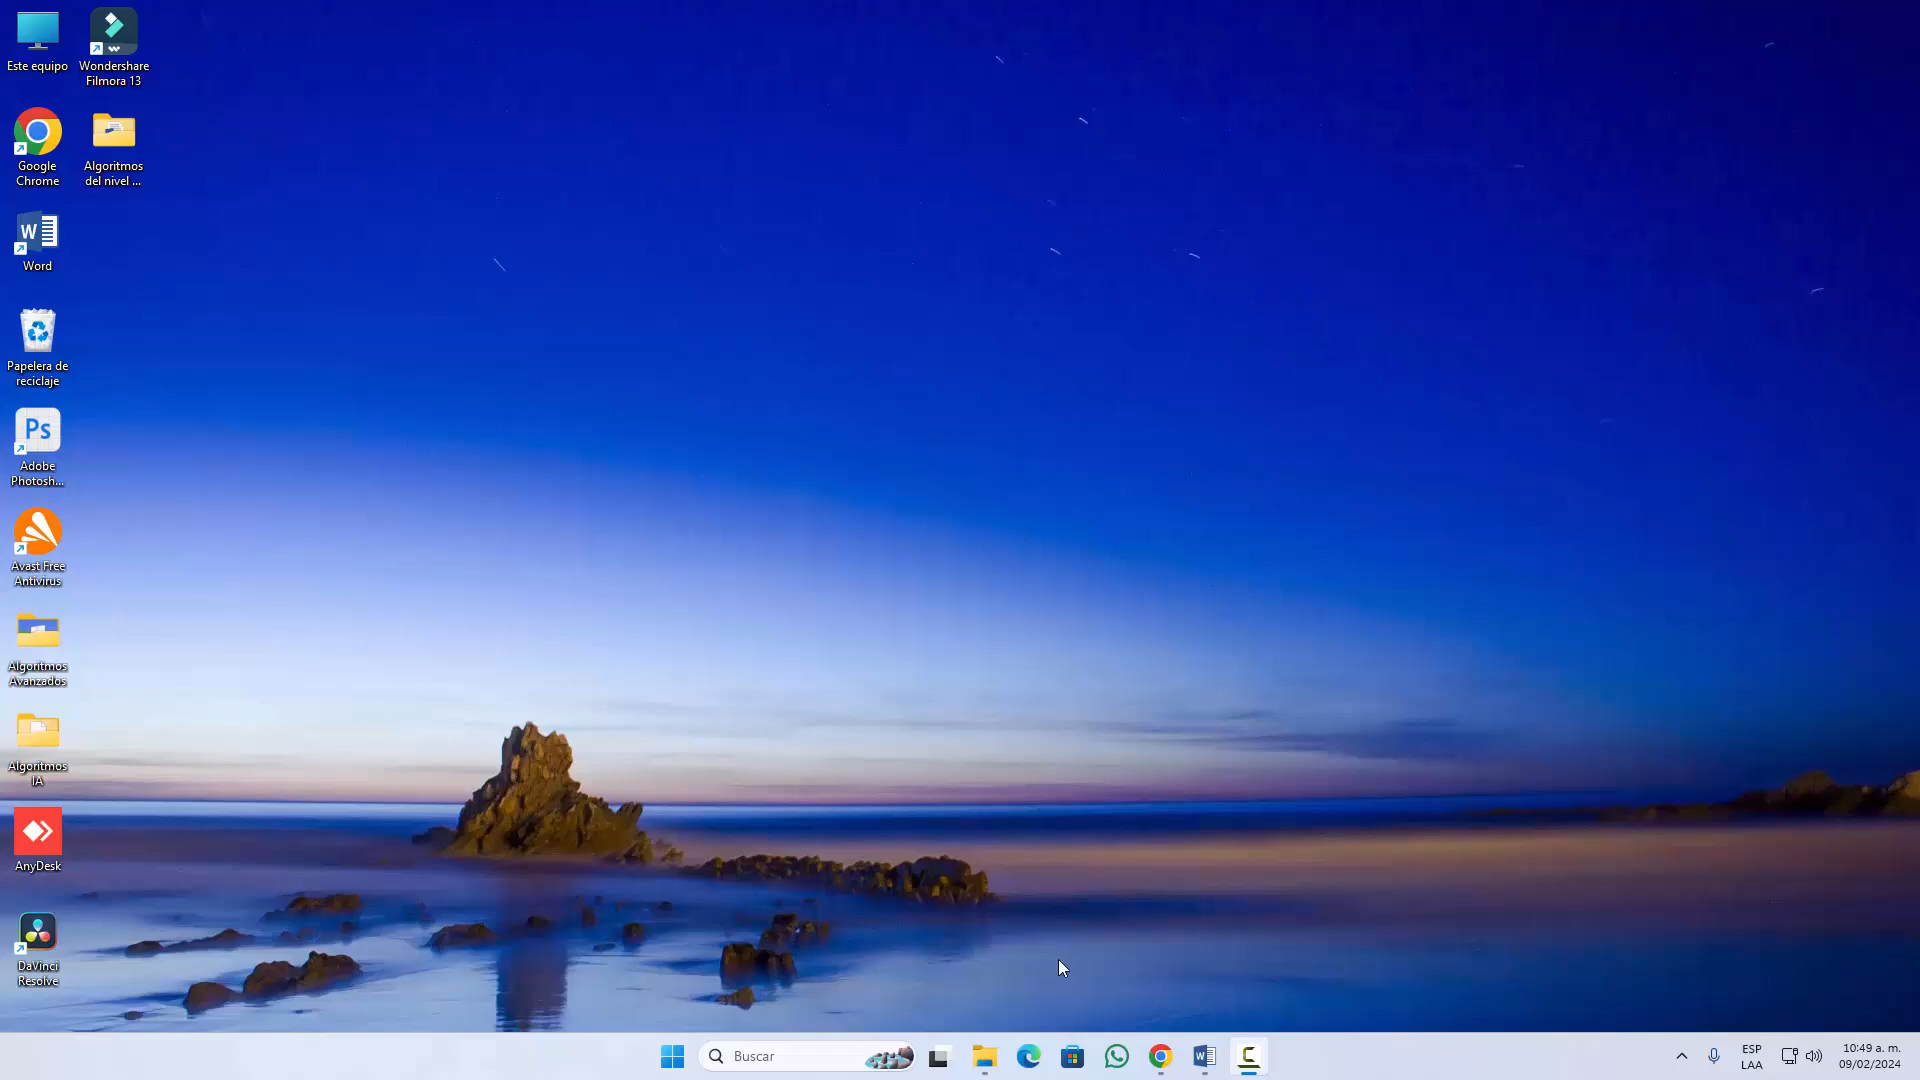 Este equipo
Wondershare
Filmora 13
Google
Chrome
Algoritmos
del nivel ...
W
Word
Papelera de
reciclaje
Ps
Adobe
Photosh...
Avast Free
Antivirus
Algoritmos
Avanzados
Algoritmos
IA
AnyDesk
DaVinci
Resolve
Buscar
W
C
ESP
LAA
10:49 a. m.
09/02/2024